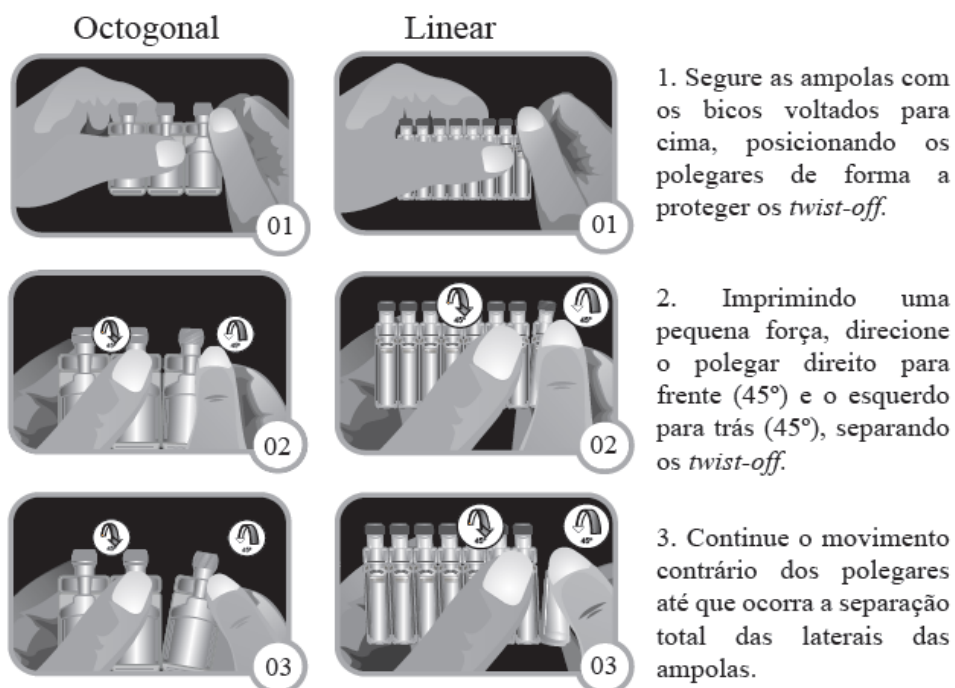 Octogonal
Linear
01
01
1. Segure as ampolas com
os bicos voltados para
cima, posicionando os
polegares de forma a
proteger os twist-off.
45º
45º
02
45º
45º
02
2. Imprimindo uma
pequena força, direcione
o polegar direito para
frente (45º) e o esquerdo
para trás (45º), separando
os twist-off.
45º
45º
03
45º
45º
03
3. Continue o movimento
contrário dos polegares
até que ocorra a separação
total das laterais das
ampolas.